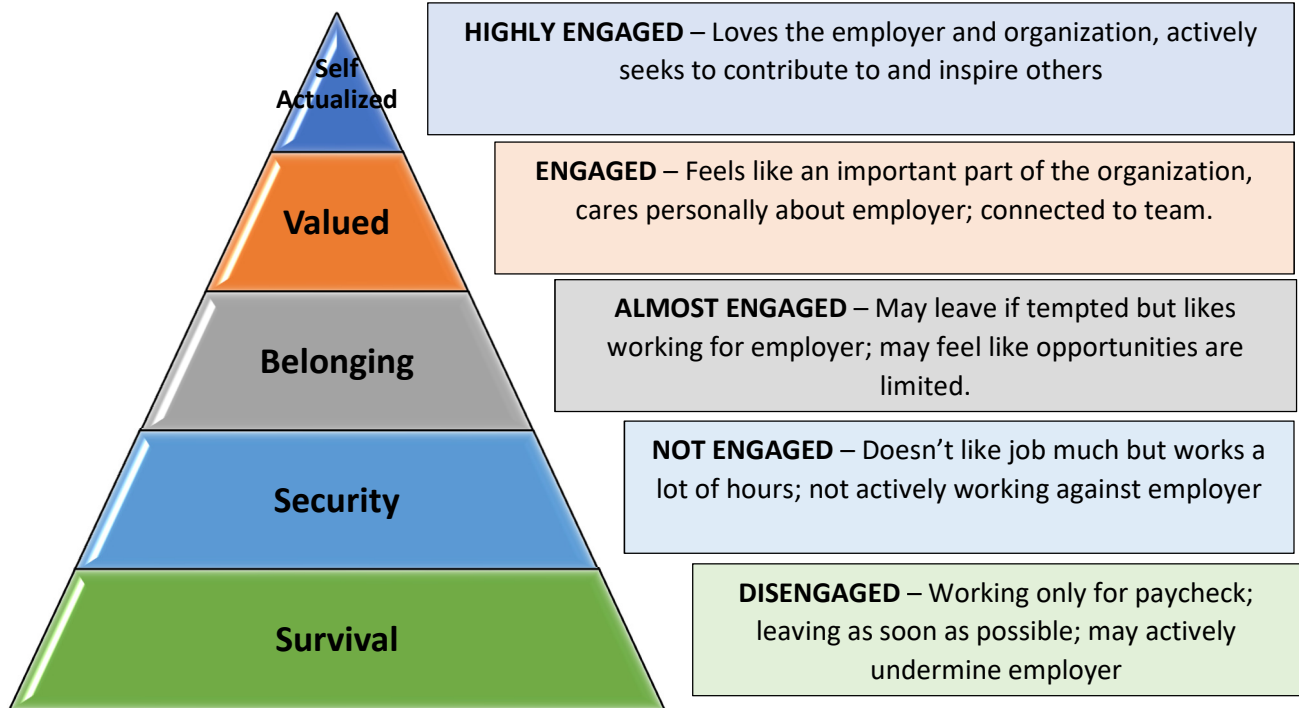 Self
Actualized
HIGHLY ENGAGED – Loves the employer and organization, actively
seeks to contribute to and inspire others
Valued
ENGAGED – Feels like an important part of the organization,
cares personally about employer; connected to team.
Belonging
ALMOST ENGAGED – May leave if tempted but likes
working for employer; may feel like opportunities are
limited.
Security
NOT ENGAGED – Doesn’t like job much but works a
lot of hours; not actively working against employer
Survival
DISENGAGED – Working only for paycheck;
leaving as soon as possible; may actively
undermine employer